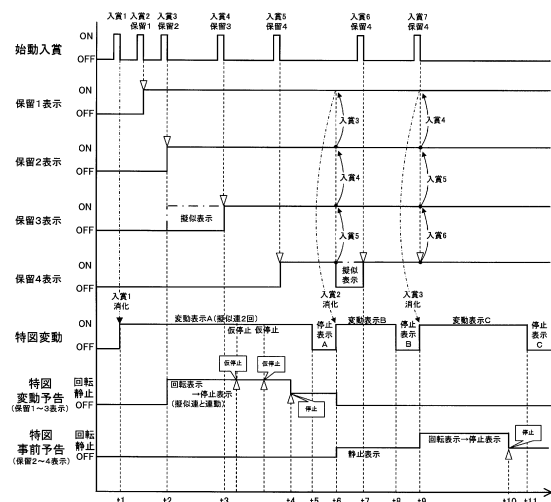 入賞1 入賞2 入賞3 入賞4 入賞5 入賞6 入賞7
保留1 保留2 保留3 保留4 保留4 保留4
始動入賞 ON
OFF
保留1表示 ON
OFF
入賞3 入賞4
保留2表示 ON
OFF
入賞4 入賞5
保留3表示 ON
擬似表示
OFF
入賞5 入賞6
保留4表示 ON
擬似
表示
OFF
入賞1
消化
入賞2
消化
入賞3
消化
特図変動 ON
OFF
変動表示A(擬似連2回)
仮停止 仮停止
停止
表示
A
変動表示B
停止
表示
B
変動表示C
停止
表示
C
特図
変動予告
(保留1~3表示)
回転
静止
OFF
回転表示
→停止表示
(擬似連と連動)
仮停止
仮停止
停止
特図
事前予告
(保留2~4表示)
回転
静止
OFF
静止表示
回転表示→停止表示
停止
t1 t2 t3 t4 t5 t6 t7 t8 t9 t10 t11